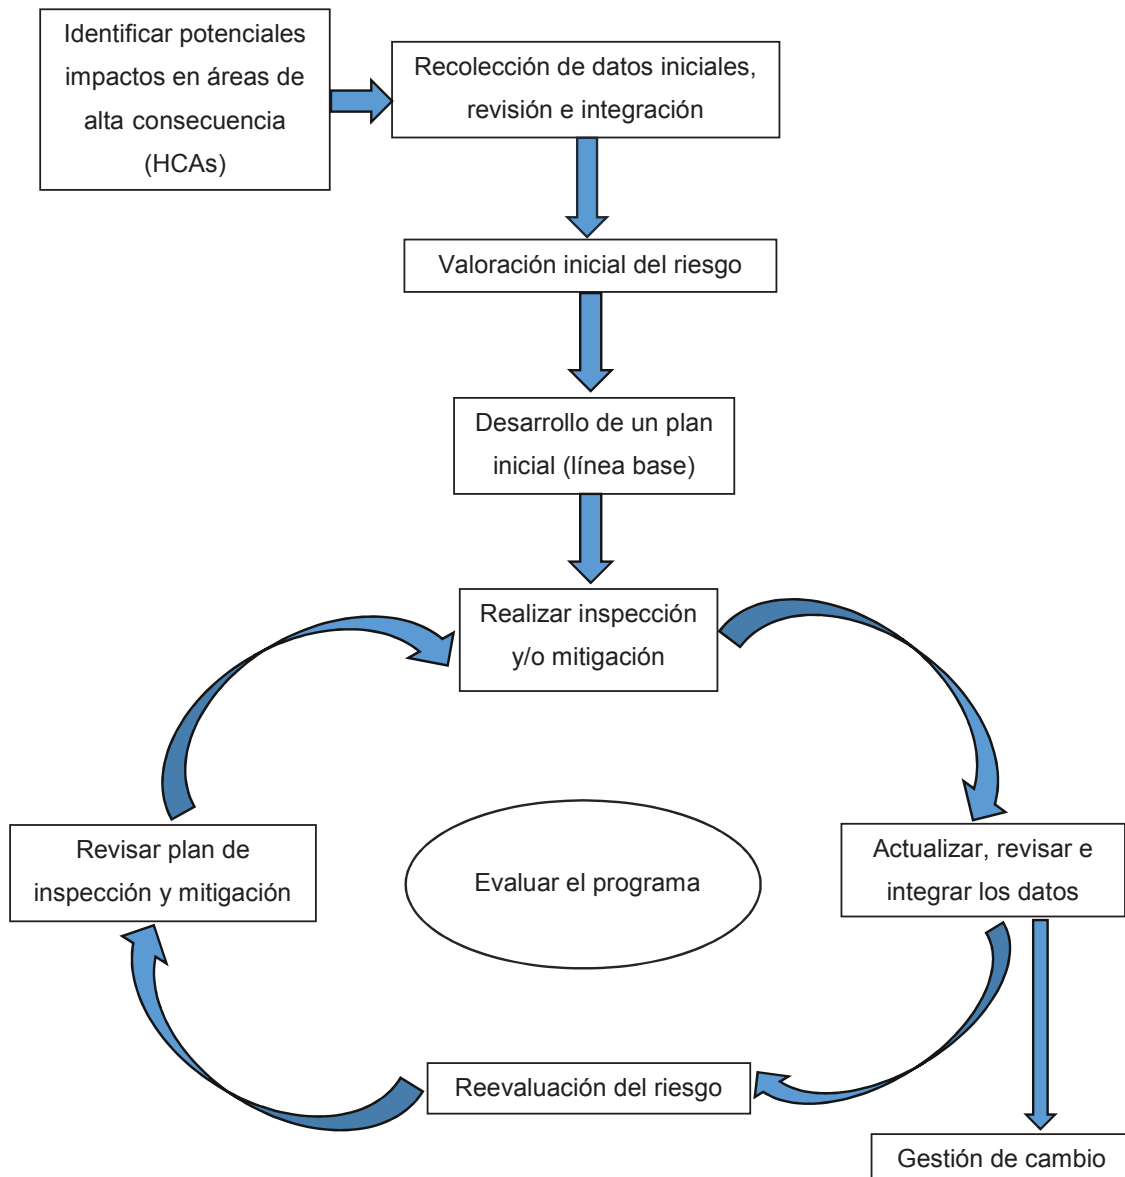 Identificar potenciales
impactos en áreas de
alta consecuencia
(HCAs)
Recolección de datos iniciales,
revisión e integración
Valoración inicial del riesgo
Desarrollo de un plan
inicial (línea base)
Realizar inspección
y/o mitigación
Revisar plan de
inspección y mitigación
Evaluar el programa
Actualizar, revisar e
integrar los datos
Reevaluación del riesgo
Gestión de cambio